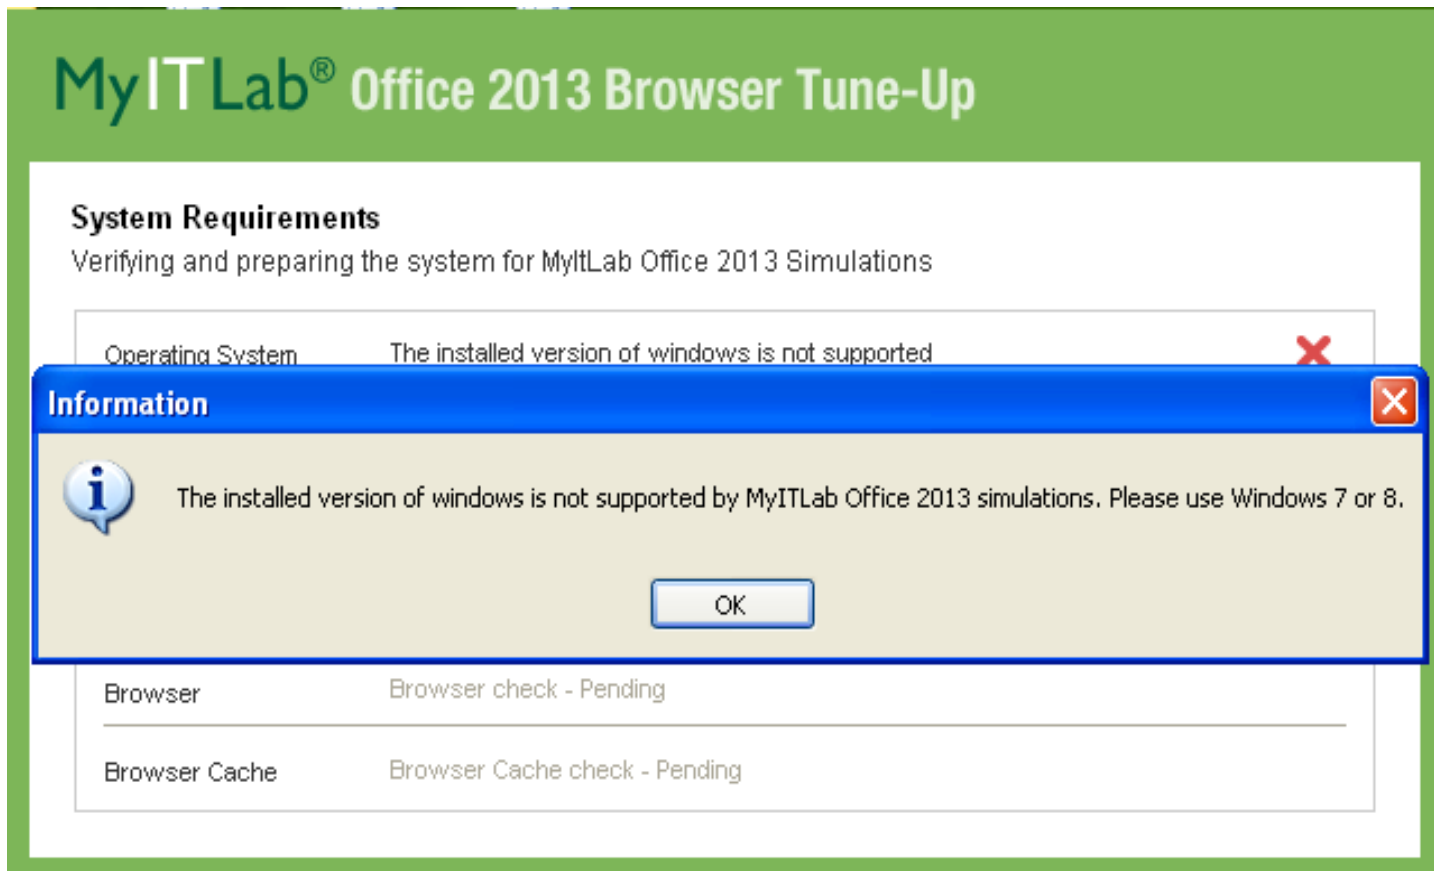 MyITLab® Office 2013 Browser Tune-Up
System Requirements
Verifying and preparing the system for MyItLab Office 2013 Simulations
Operating System The installed version of windows is not supported
Information
The installed version of windows is not supported by MyITLab Office 2013 simulations. Please use Windows 7 or 8.
OK
Browser Browser check - Pending
Browser Cache Browser Cache check - Pending